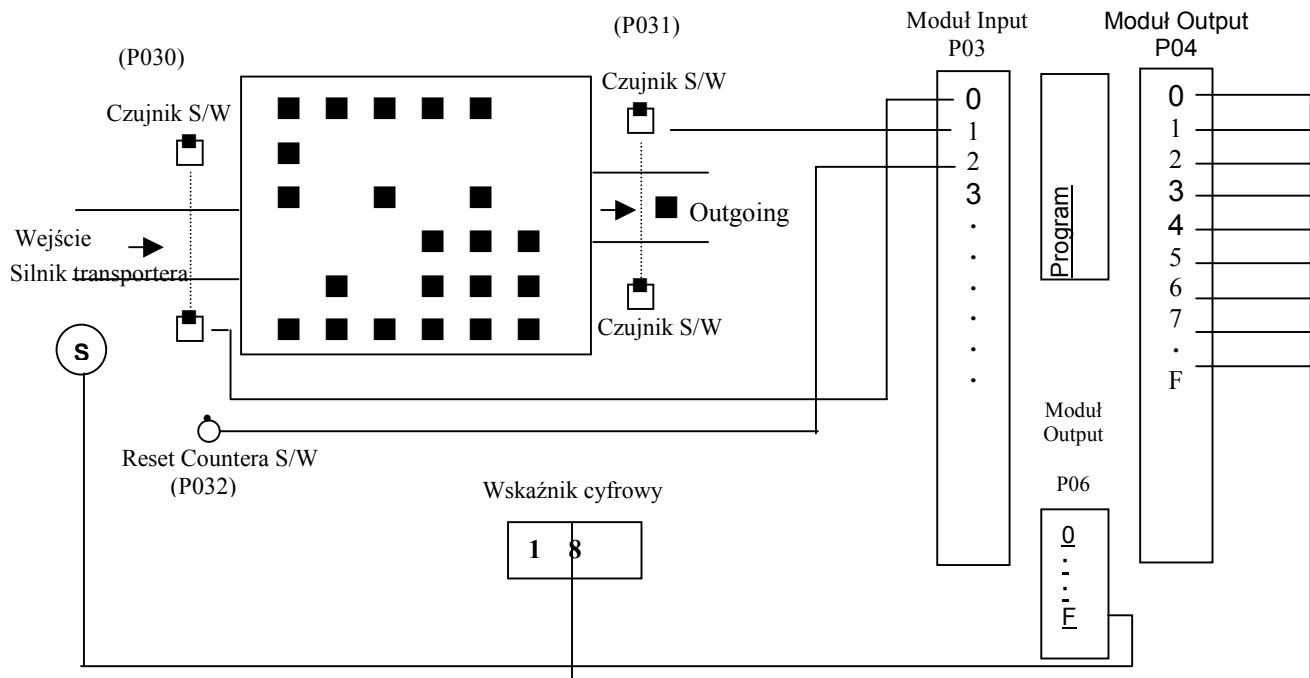 (P030)
Czujnik S/W
(P031)
Czujnik S/W
Moduł Input
P03
Moduł Output
P04
0
1
2
3
.
.
.
.
.
.
Program
0
1
2
3
4
5
6
7
.
F
Outgoing
Wejście
Silnik transportera
Czujnik S/W
S
Reset Countera S/W
(P032)
Wskaźnik cyfrowy
1 8
Moduł
Output
P06
0
.
.
.
.
F